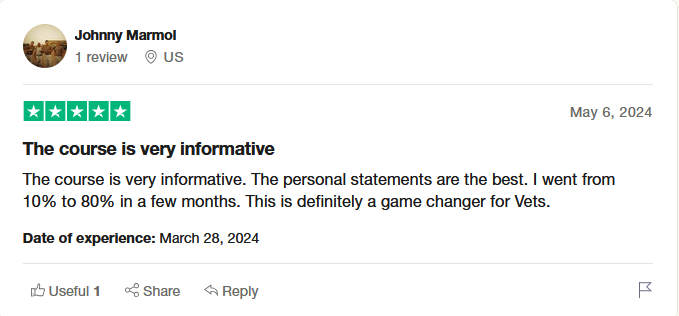 Johnny Marmol
1 review US
May 6, 2024
The course is very informative
The course is very informative. The personal statements are the best. I went from
10% to 80% in a few months. This is definitely a game changer for Vets.
Date of experience: March 28, 2024
Useful 1 Share Reply